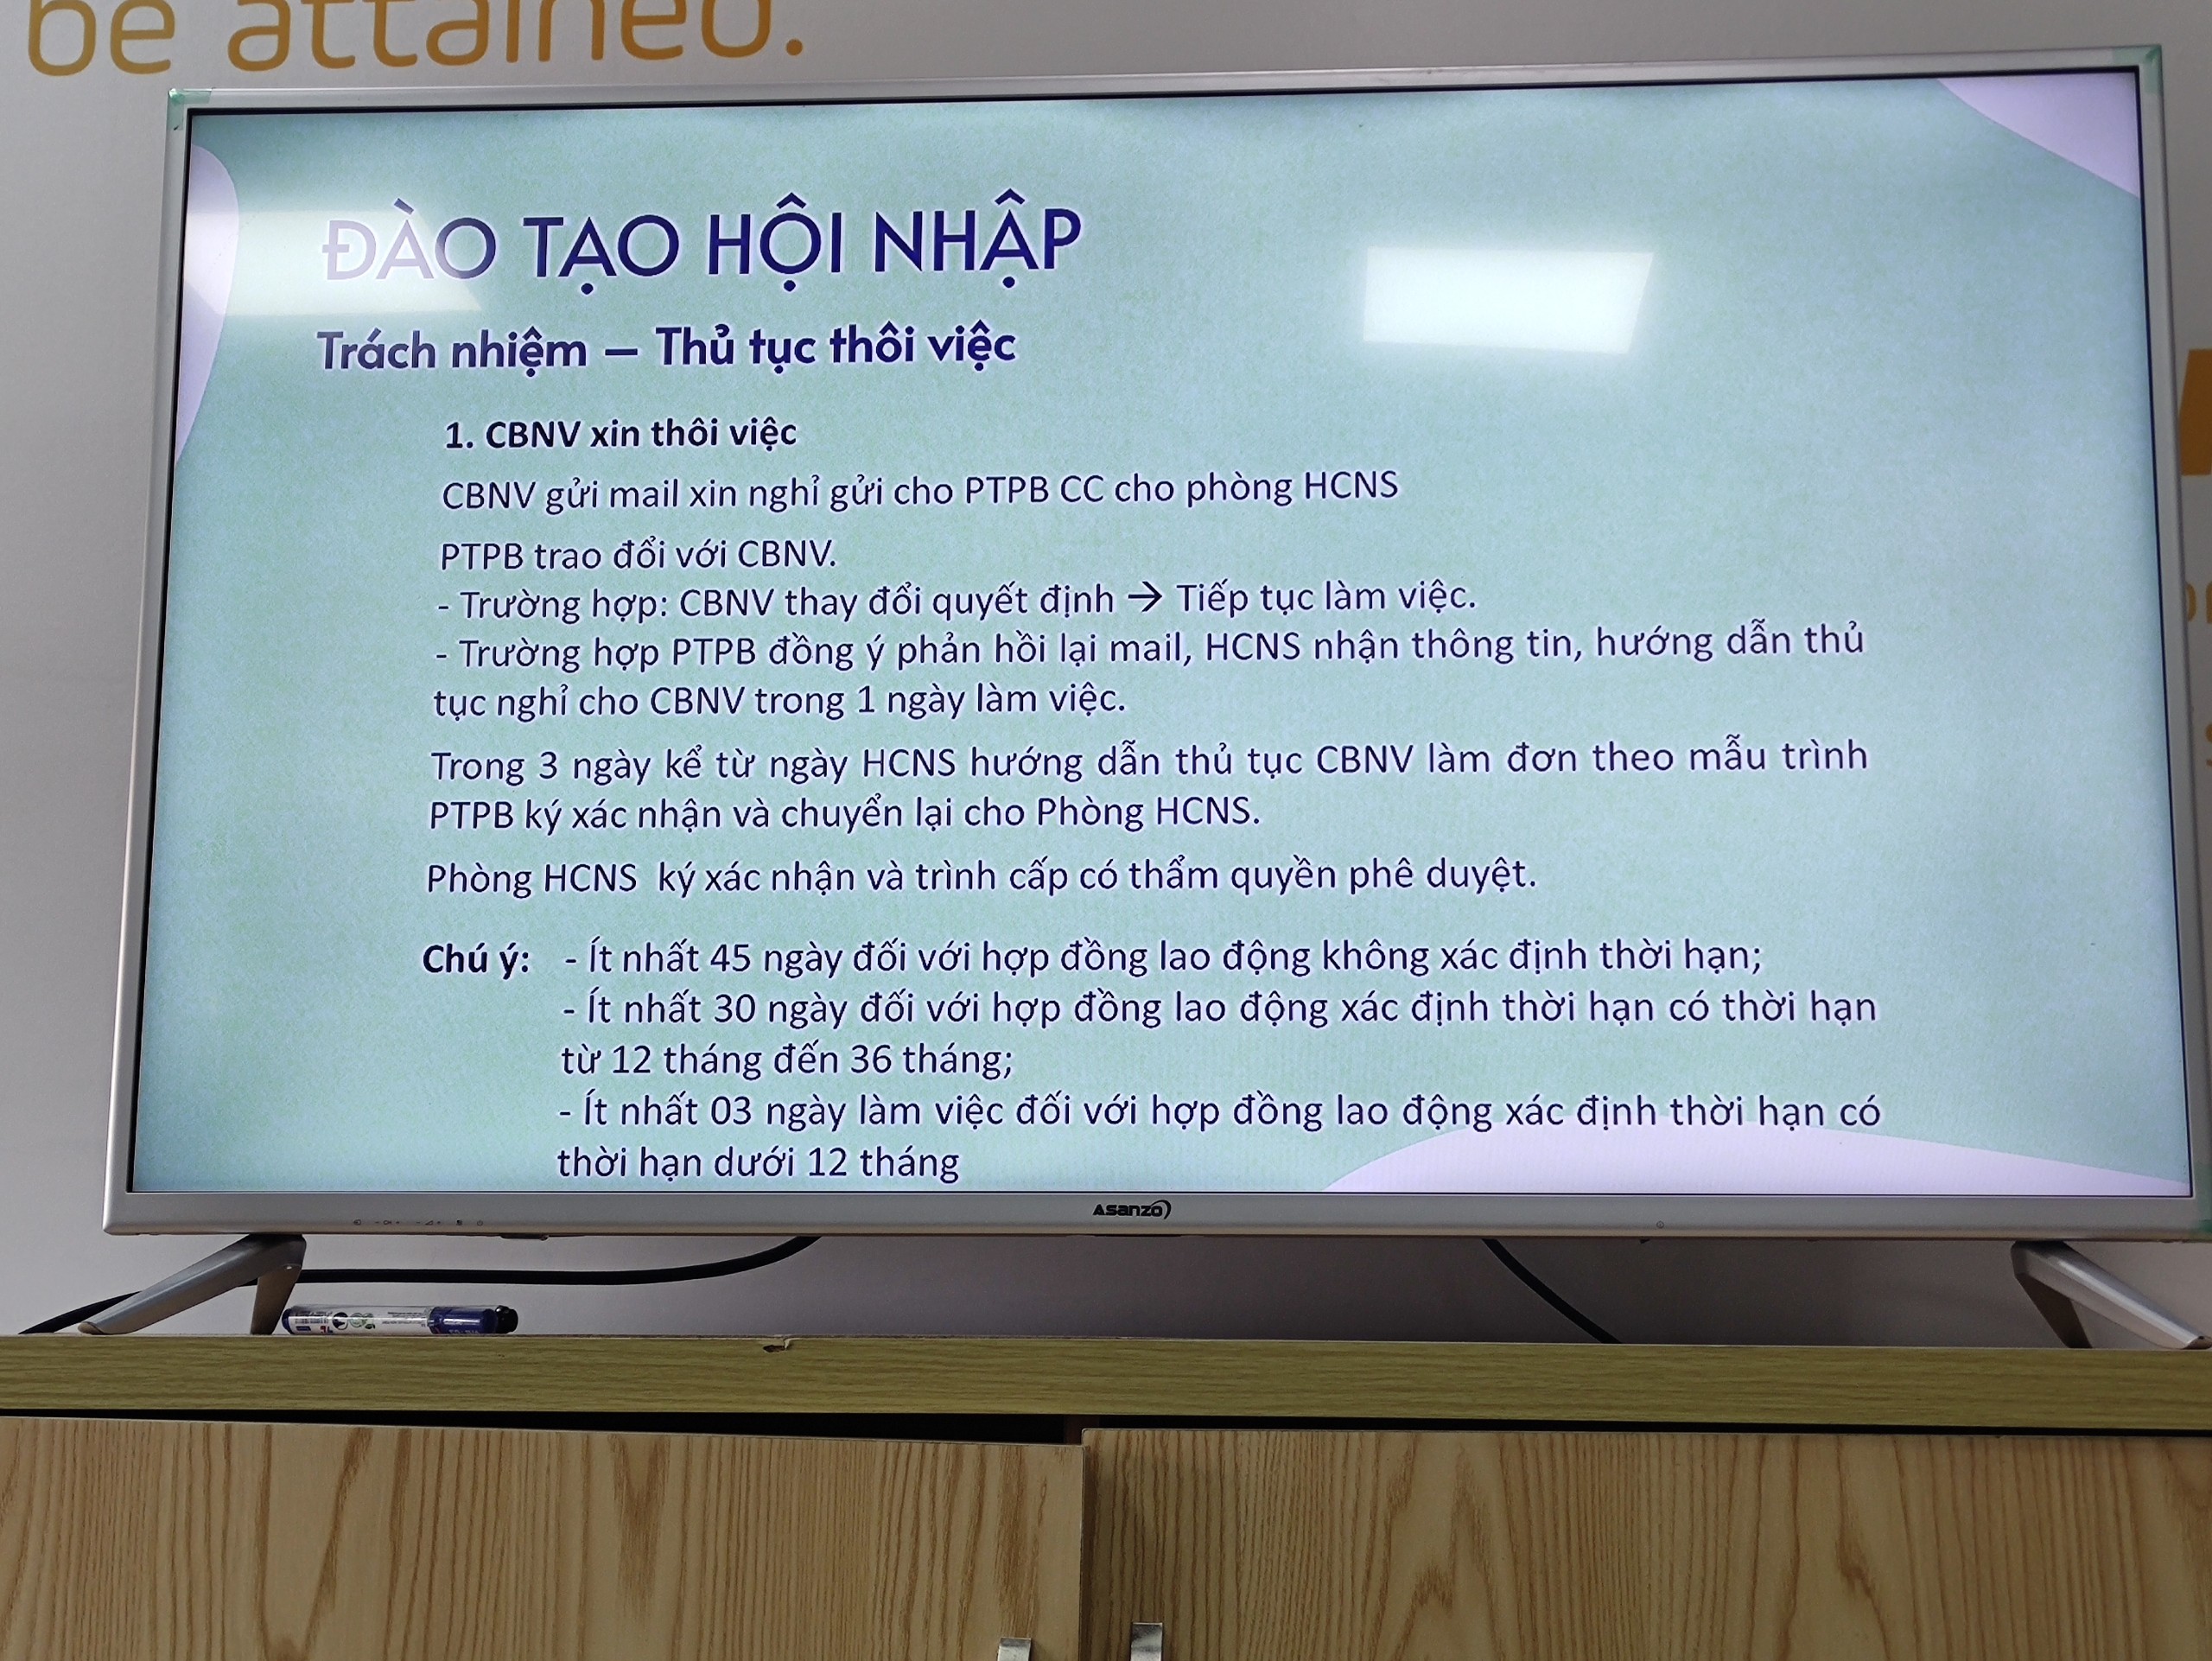 be attained.
ĐÀO TẠO HỘI NHẬP
Trách nhiệm – Thủ tục thôi việc
1. CBNV xin thôi việc
CBNV gửi mail xin nghỉ gửi cho PTPB CC cho phòng HCNS
PTPB trao đổi với CBNV.
- Trường hợp: CBNV thay đổi quyết định → Tiếp tục làm việc.
- Trường hợp PTPB đồng ý phản hồi lại mail, HCNS nhận thông tin, hướng dẫn thủ
tục nghỉ cho CBNV trong 1 ngày làm việc.
Trong 3 ngày kể từ ngày HCNS hướng dẫn thủ tục CBNV làm đơn theo mẫu trình
PTPB ký xác nhận và chuyển lại cho Phòng HCNS.
Phòng HCNS ký xác nhận và trình cấp có thẩm quyền phê duyệt.
Chú ý: - Ít nhất 45 ngày đối với hợp đồng lao động không xác định thời hạn;
- Ít nhất 30 ngày đối với hợp đồng lao động xác định thời hạn có thời hạn
từ 12 tháng đến 36 tháng;
- Ít nhất 03 ngày làm việc đối với hợp đồng lao động xác định thời hạn có
thời hạn dưới 12 tháng
Asanzo